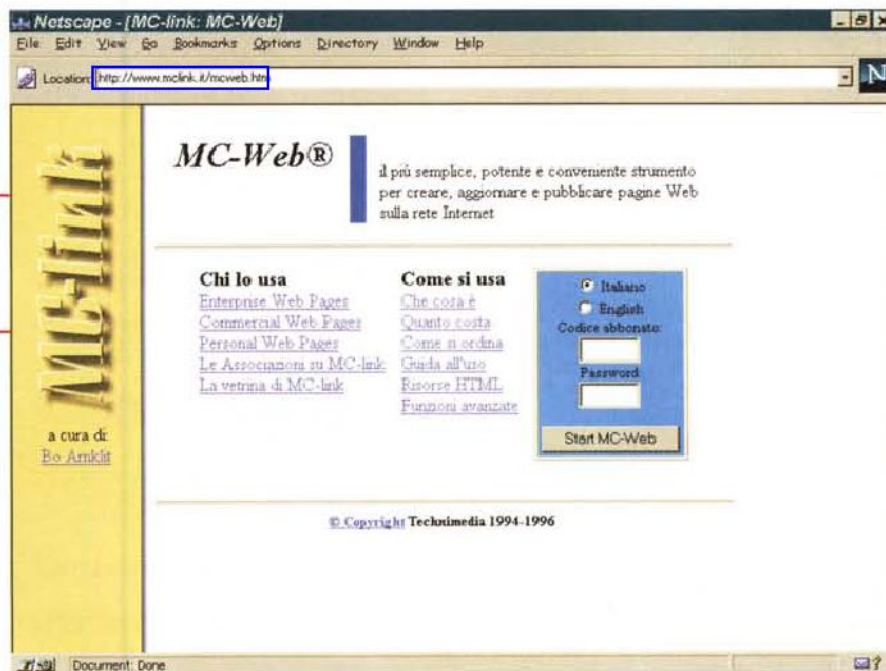 Netscape - [MC-link: MC-Web]
File Edit View Go Bookmarks Options Directory Window Help
Location: http://www.mclink.it/mcweb.htm
N
MC-link
MC-Web®
il più semplice, potente e conveniente strumento
per creare, aggiornare e pubblicare pagine Web
sulla rete Internet
Chi lo usa
Enterprise Web Pages
Commercial Web Pages
Personal Web Pages
Le Associazioni su MC-link
La vetrina di MC-link
Come si usa
Che cosa è
Quanto costa
Come si ordina
Guida all'uso
Risorse HTML
Funzioni avanzate
Italiano
English
Codice abbonato:
Password:
Start MC-Web
a cura di:
Bo Arnklit
© Copyright Technimedia 1994-1996
Document: Done